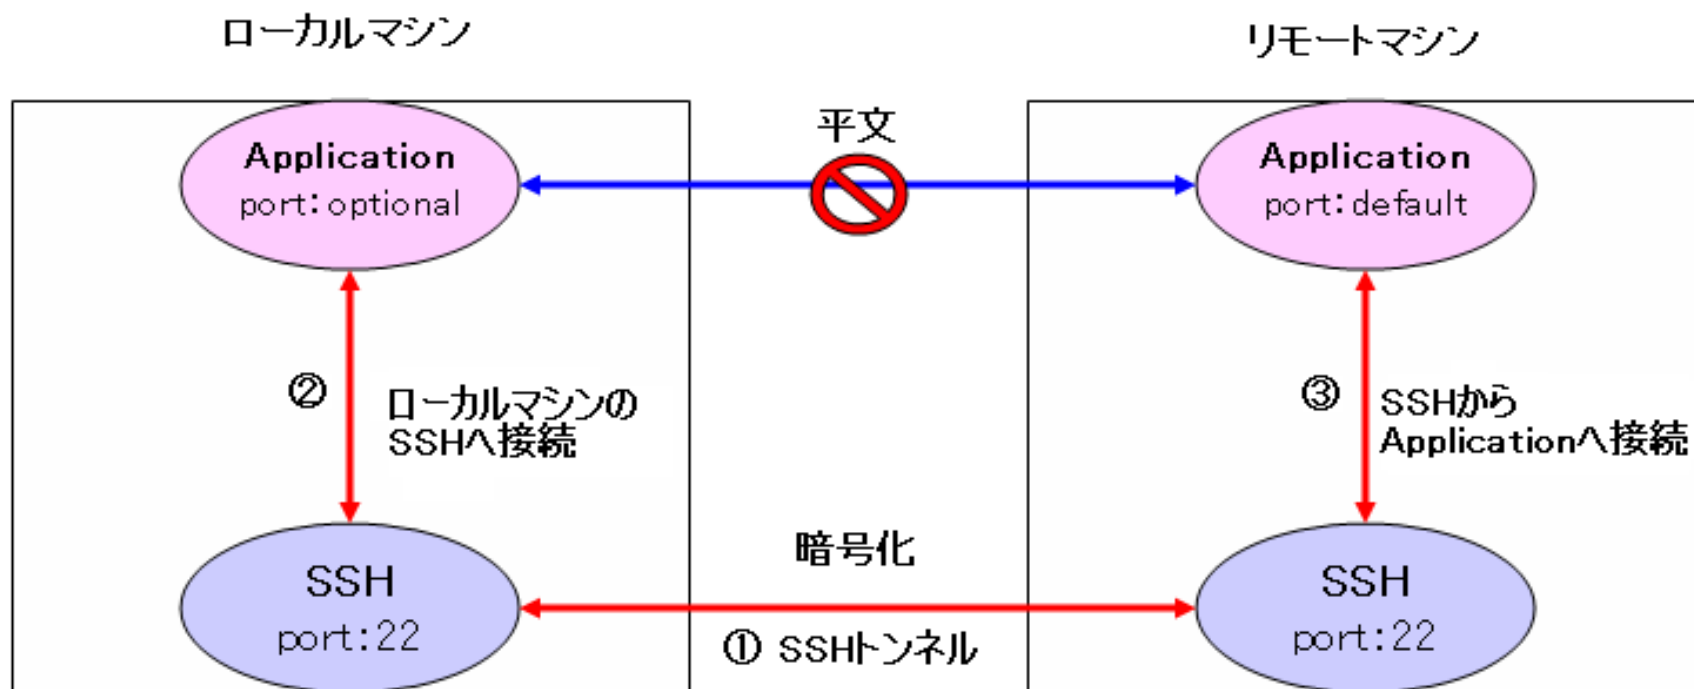 ローカルマシン
リモートマシン
平文
Application
port:optional
Application
port:default
②
ローカルマシンの
SSHへ接続
③
SSHから
Applicationへ接続
暗号化
SSH
port:22
① SSHトンネル
SSH
port:22